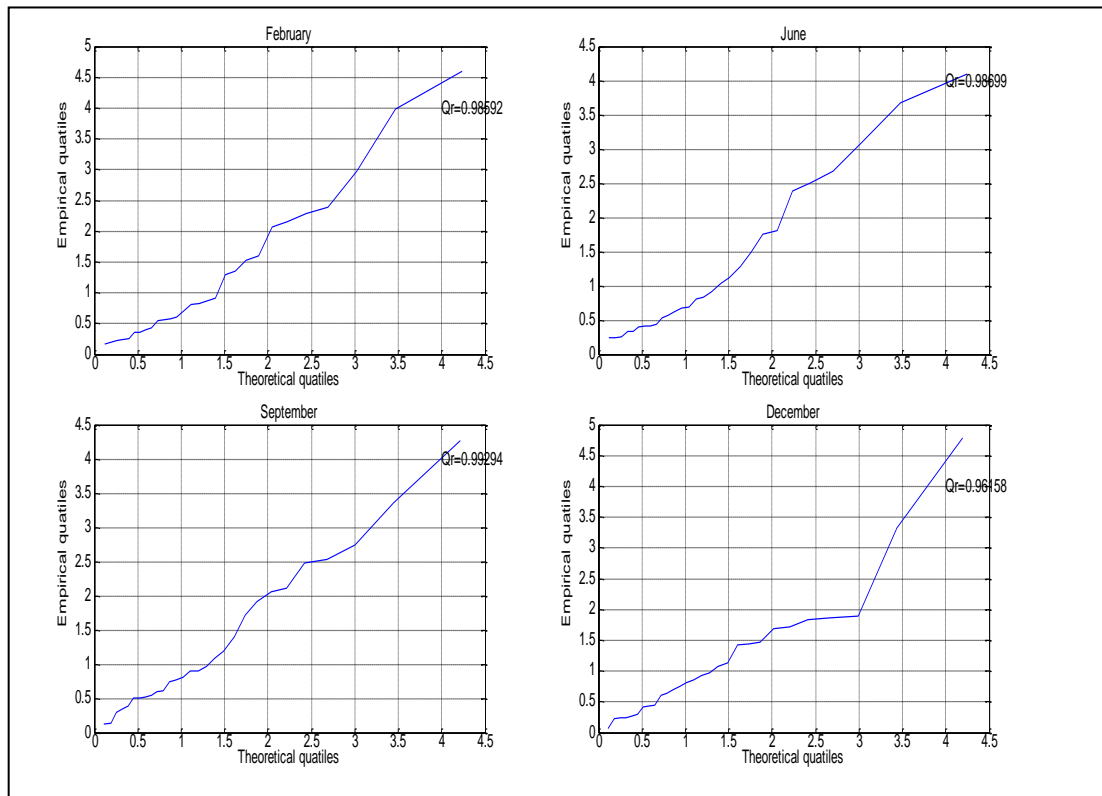 February
5
4.5
4
3.5
3
2.5
2
1.5
1
0.5
0
Empirical quatiles
Qr=0.98592
0 0.5 1 1.5 2 2.5 3 3.5 4 4.5
Theoretical quatiles
June
4.5
4
3.5
3
2.5
2
1.5
1
0.5
0
Empirical quatiles
Qr=0.98699
0 0.5 1 1.5 2 2.5 3 3.5 4 4.5
Theoretical quatiles
September
4.5
4
3.5
3
2.5
2
1.5
1
0.5
0
Empirical quatiles
Qr=0.99294
0 0.5 1 1.5 2 2.5 3 3.5 4 4.5
Theoretical quatiles
December
5
4.5
4
3.5
3
2.5
2
1.5
1
0.5
0
Empirical quatiles
Qr=0.96158
0 0.5 1 1.5 2 2.5 3 3.5 4 4.5
Theoretical quatiles